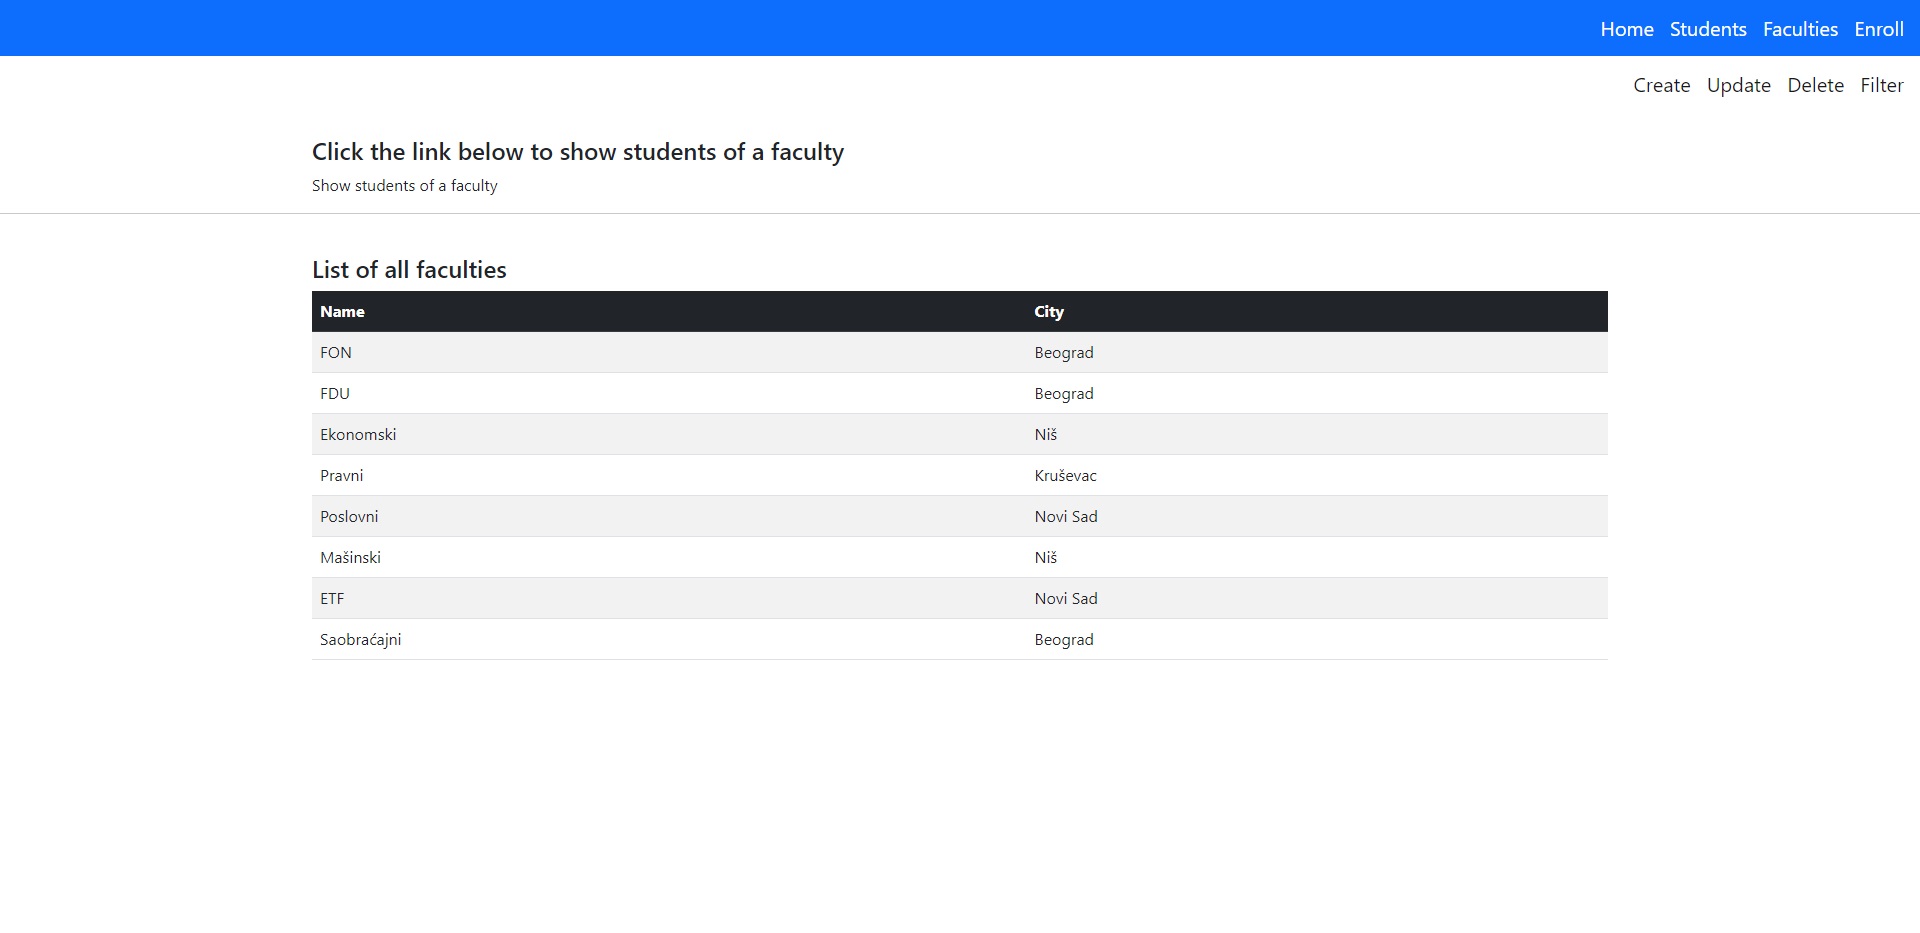 Home Students Faculties Enroll
Create Update Delete Filter
Click the link below to show students of a faculty
Show students of a faculty
List of all faculties
Name City
FON Beograd
FDU Beograd
Ekonomski Niš
Pravni Kruševac
Poslovni Novi Sad
Mašinski Niš
ETF Novi Sad
Saobraćajni Beograd